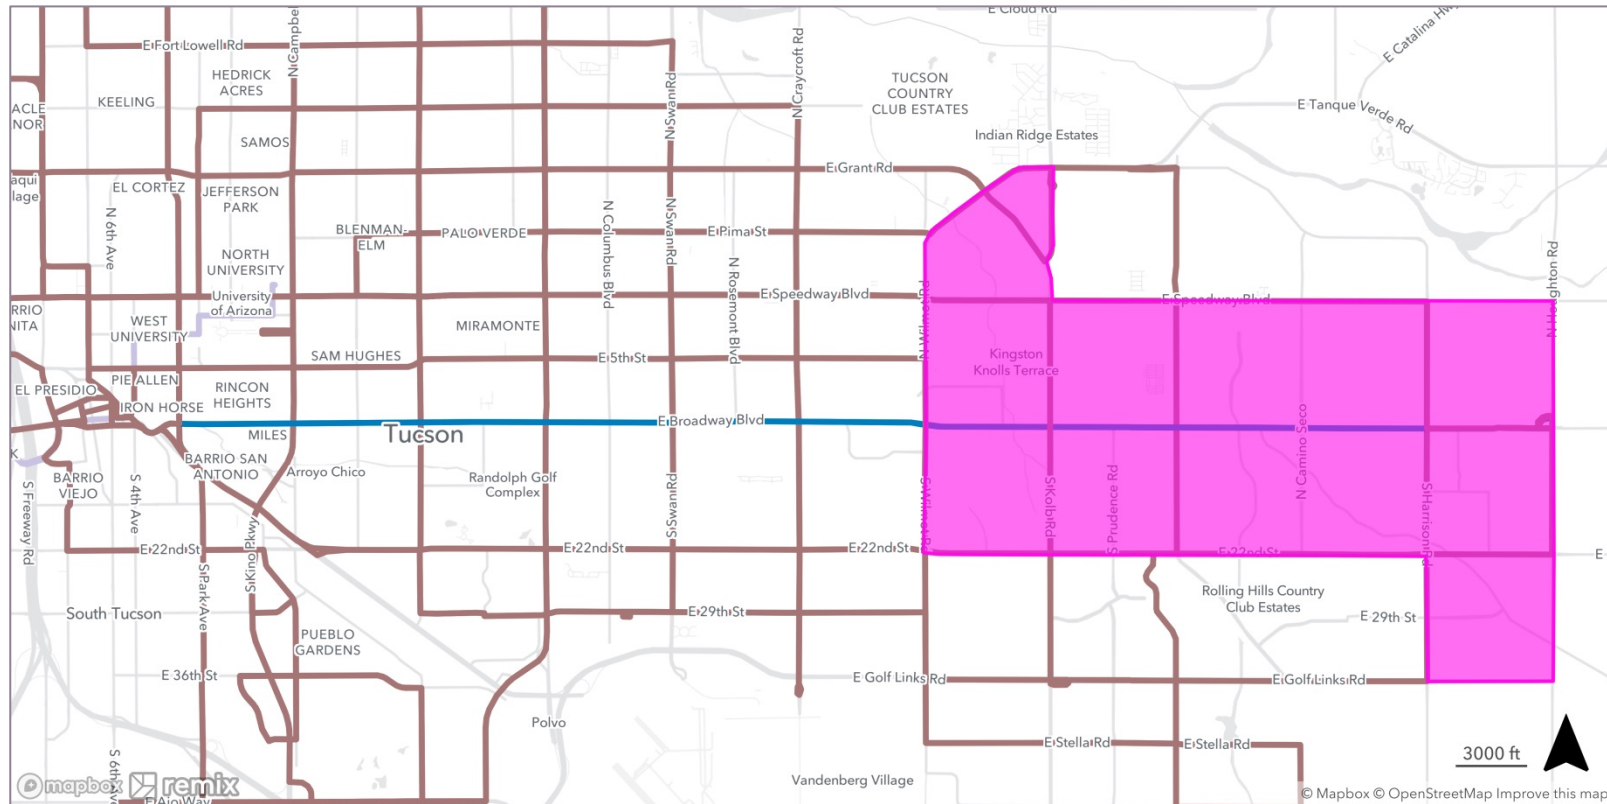 E Cloud Rd
E Catalina Hwy
E Fort Lowell Rd
N Campbell
HEDRICK
ACRES
KEELING
ACLE
NOR
N Swan Rd
N Craycroft Rd
TUCSON
COUNTRY
CLUB ESTATES
E Tanque Verde Rd
Indian Ridge Estates
SAMOS
E Grant Rd
aqui
lage
EL CORTEZ
JEFFERSON
PARK
N 6th Ave
BLENMAN-
ELM
PALO VERDE
N Columbus Blvd
N Swan Rd
E Pima St
NORTH
UNIVERSITY
N Rosemont Blvd
N Houghton Rd
University
of Arizona
E Speedway Blvd
E Speedway Blvd
RRIO
NITA
WEST
UNIVERSITY
MIRAMONTE
N Wilmot Rd
SAM HUGHES
E 5th St
Kingston
Knolls Terrace
PIE ALLEN
EL PRESIDIO
RINCON
HEIGHTS
IRON HORSE
E Broadway Blvd
MILES
Tucson
N Camino Seco
K
BARRIO SAN
ANTONIO
Arroyo Chico
BARRIO
VIEJO
S 4th Ave
Randolph Golf
Complex
S Swan Rd
S Wilmot Rd
S Kolb Rd
S Prudence Rd
S Harrison Rd
S Freeway Rd
E 22nd St
S Kino Pkwy
E 22nd St
E 22nd St
E 22nd St
E
S Park Ave
South Tucson
E 29th St
Rolling Hills Country
Club Estates
E 29th St
PUEBLO
GARDENS
E 36th St
E Golf Links Rd
E Golf Links Rd
Polvo
E Stella Rd
E Stella Rd
3000 ft
S 6th Ave
mapbox remix
E Ajo Way
Vandenberg Village
© Mapbox © OpenStreetMap Improve this map